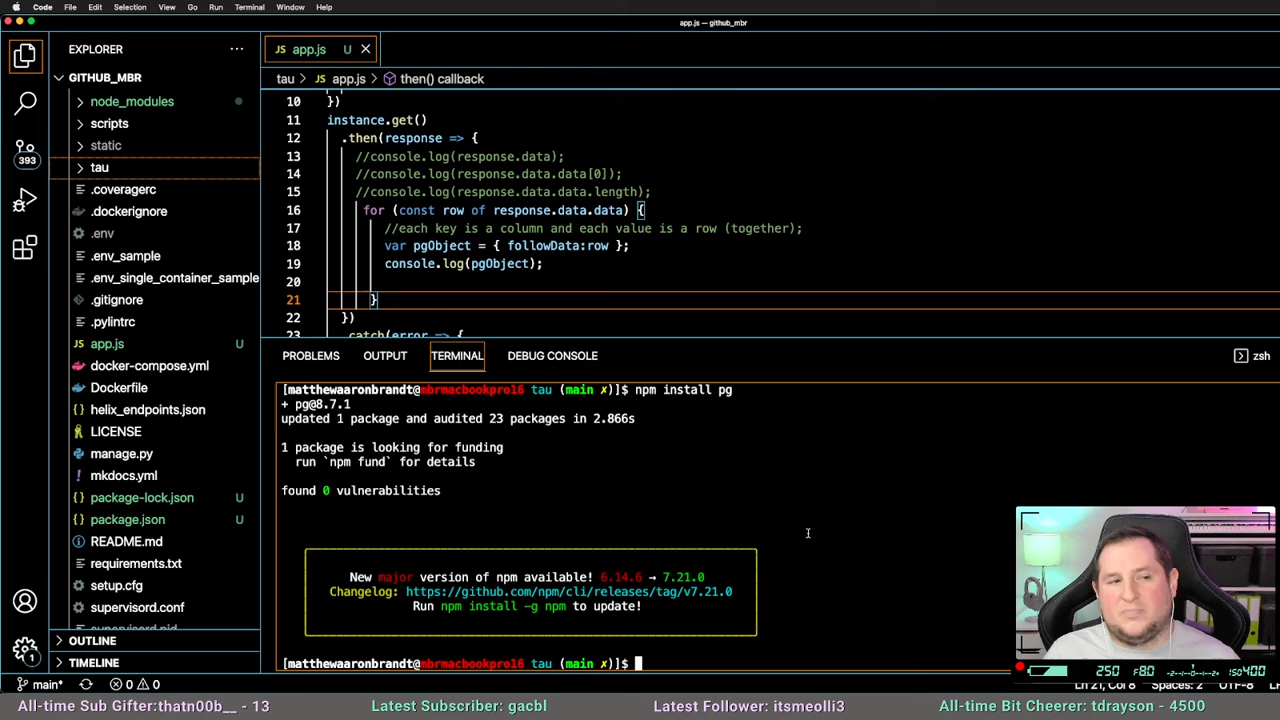 Code File Edit Selection View Go Run Terminal Window Help
app.js — github_mbr
EXPLORER
GITHUB_MBR
node_modules
scripts
static
tau
.coveragerc
.dockerignore
.env
.env_sample
.env_single_container_sample
.gitignore
.pylintrc
JS app.js U
docker-compose.yml
Dockerfile
helix_endpoints.json
LICENSE
manage.py
mkdocs.yml
{} package-lock.json U
{} package.json U
README.md
requirements.txt
setup.cfg
supervisord.conf
supervisord.pid
OUTLINE
TIMELINE
393
1
JS app.js U
tau > JS app.js > then() callback
10 })
11 instance.get()
12 .then(response => {
13 //console.log(response.data);
14 //console.log(response.data.data[0]);
15 //console.log(response.data.data.length);
16 for (const row of response.data.data) {
17 //each key is a column and each value is a row (together);
18 var pgObject = { followData:row };
19 console.log(pgObject);
20
21 }
22 })
23 .catch(error => {
PROBLEMS OUTPUT TERMINAL DEBUG CONSOLE zsh
[matthewaaronbrandt@mbrmacbookpro16 tau (main ✗)]$ npm install pg
+ pg@8.7.1
updated 1 package and audited 23 packages in 2.866s
1 package is looking for funding
run `npm fund` for details
found 0 vulnerabilities
New major version of npm available! 6.14.6 → 7.21.0
Changelog: https://github.com/npm/cli/releases/tag/v7.21.0
Run npm install -g npm to update!
[matthewaaronbrandt@mbrmacbookpro16 tau (main ✗)]$
250 F8.0 ISO400
main* 0 0 Ln 21, Col 8 Spaces: 2 UTF-8
All-time Sub Gifter:thatn00b__ - 13 Latest Subscriber: gacbl Latest Follower: itsmeolli3 All-time Bit Cheerer: tdrayson - 4500